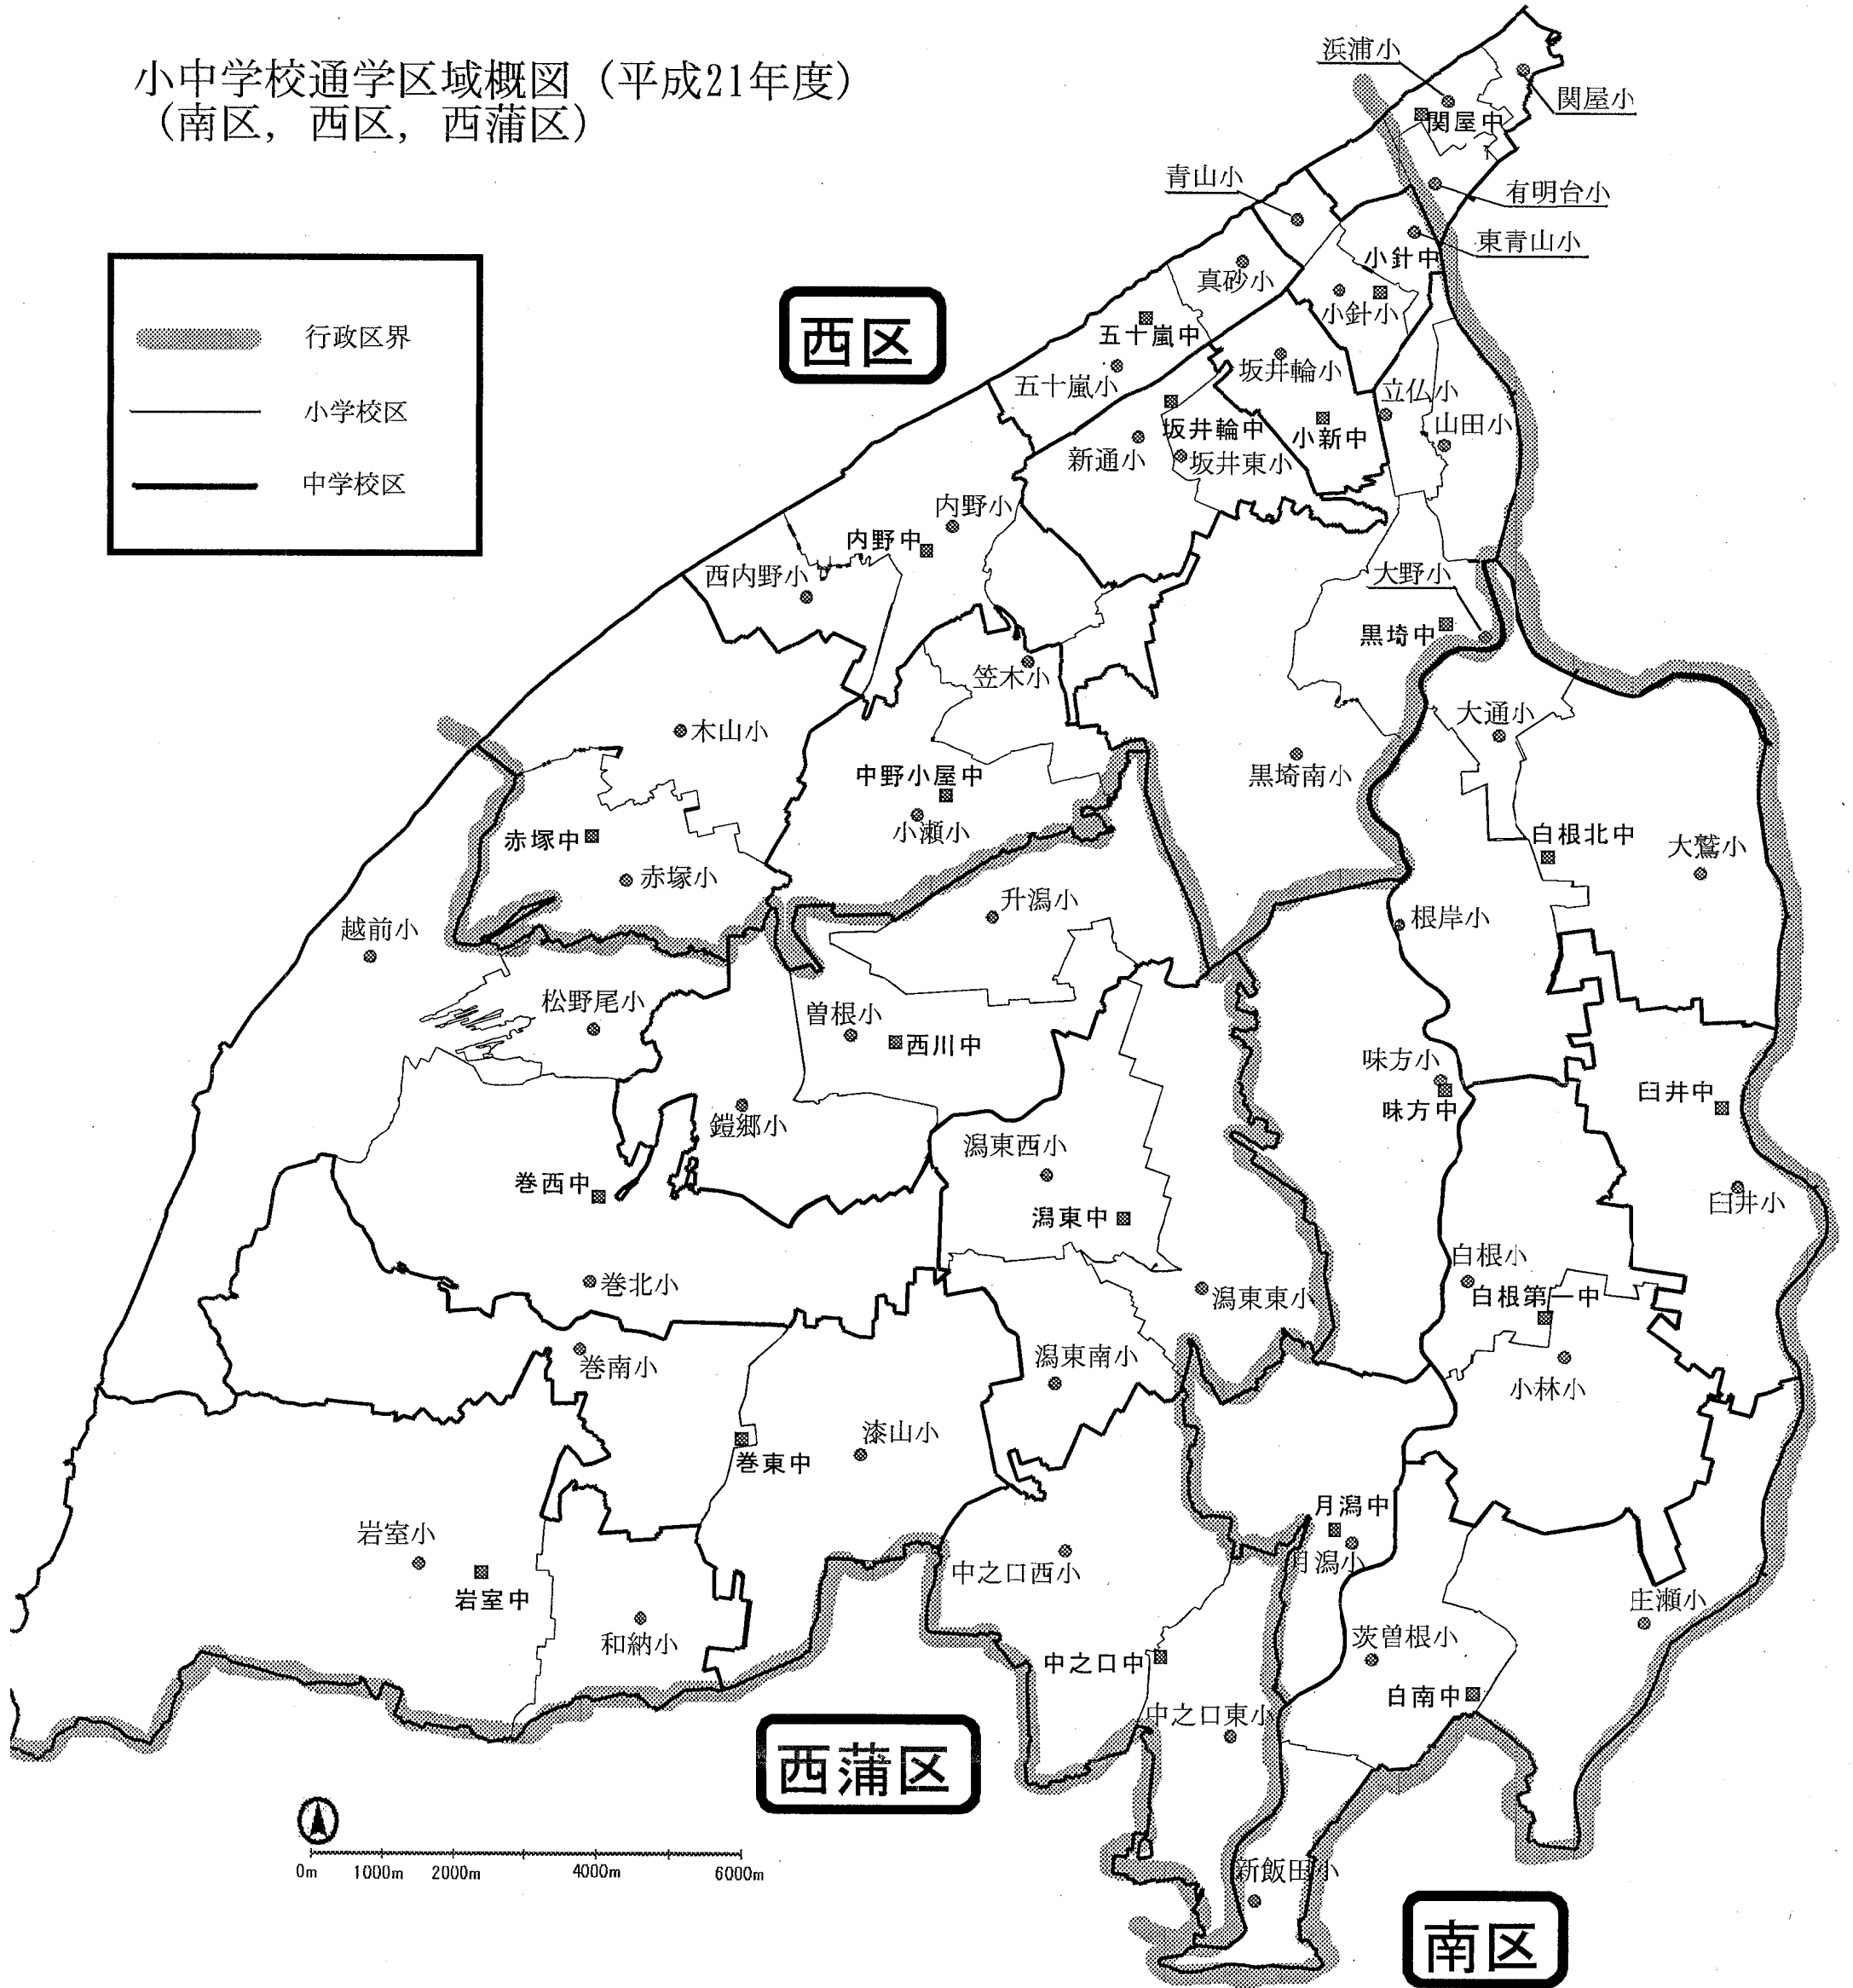 小中学校通学区域概図（平成21年度）
（南区，西区，西蒲区）
浜浦小
関屋小
関屋中
青山小
有明台小
東青山小
小針中
行政区界
小学校区
中学校区
西区
真砂小
小針小
五十嵐中
五十嵐小
坂井輪小
立仏小
山田小
坂井輪中
小新中
新通小
坂井東小
内野小
内野中
西内野小
大野小
黒埼中
笠木小
木山小
大通小
中野小屋中
黒埼南小
小瀬小
赤塚中
赤塚小
白根北中
大鷲小
升潟小
越前小
根岸小
松野尾小
曽根小
西川中
味方小
味方中
臼井中
鎧郷小
潟東西小
巻西中
潟東中
臼井小
巻北小
白根小
潟東東小
白根第一中
巻南小
潟東南小
小林小
漆山小
巻東中
月潟中
岩室小
岩室中
中之口西小
月潟小
和納小
庄瀬小
茨曽根小
中之口中
白南中
中之口東小
西蒲区
0m 1000m 2000m 4000m 6000m
新飯田小
南区